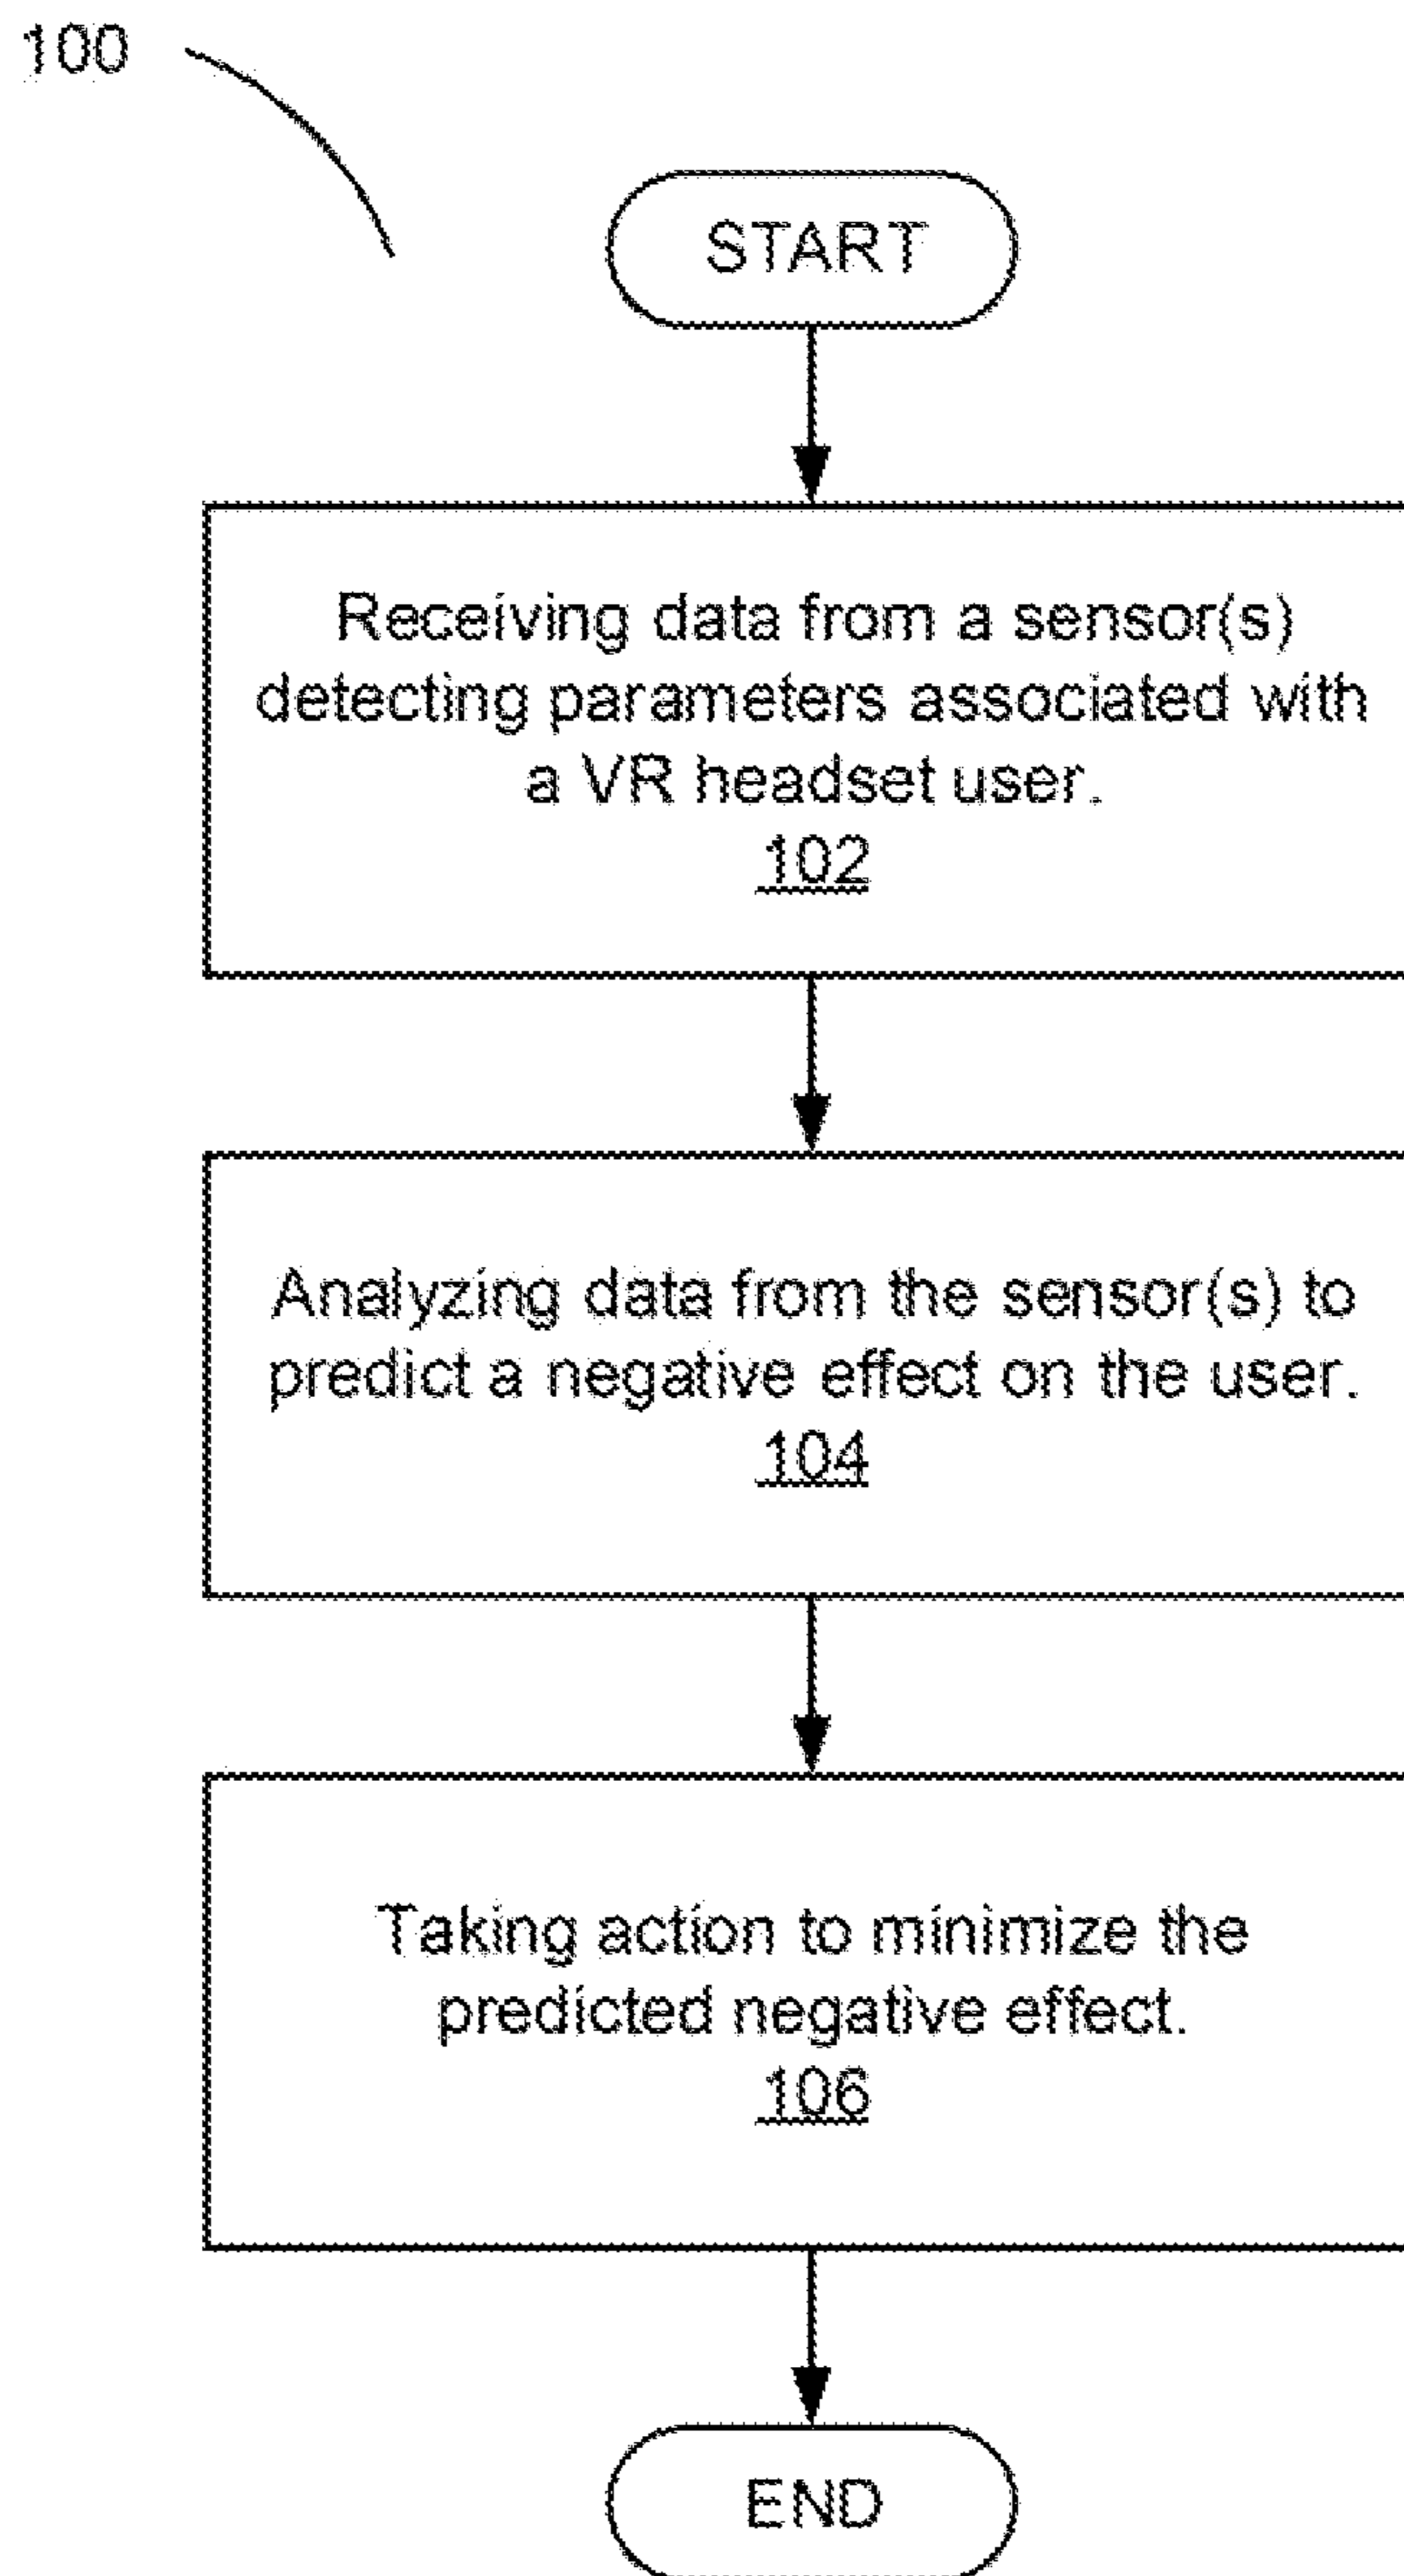 100
START
Receiving data from a sensor(s)
detecting parameters associated with
a VR headset user.
102
Analyzing data from the sensor(s) to
predict a negative effect on the user.
104
Taking action to minimize the
predicted negative effect.
106
END